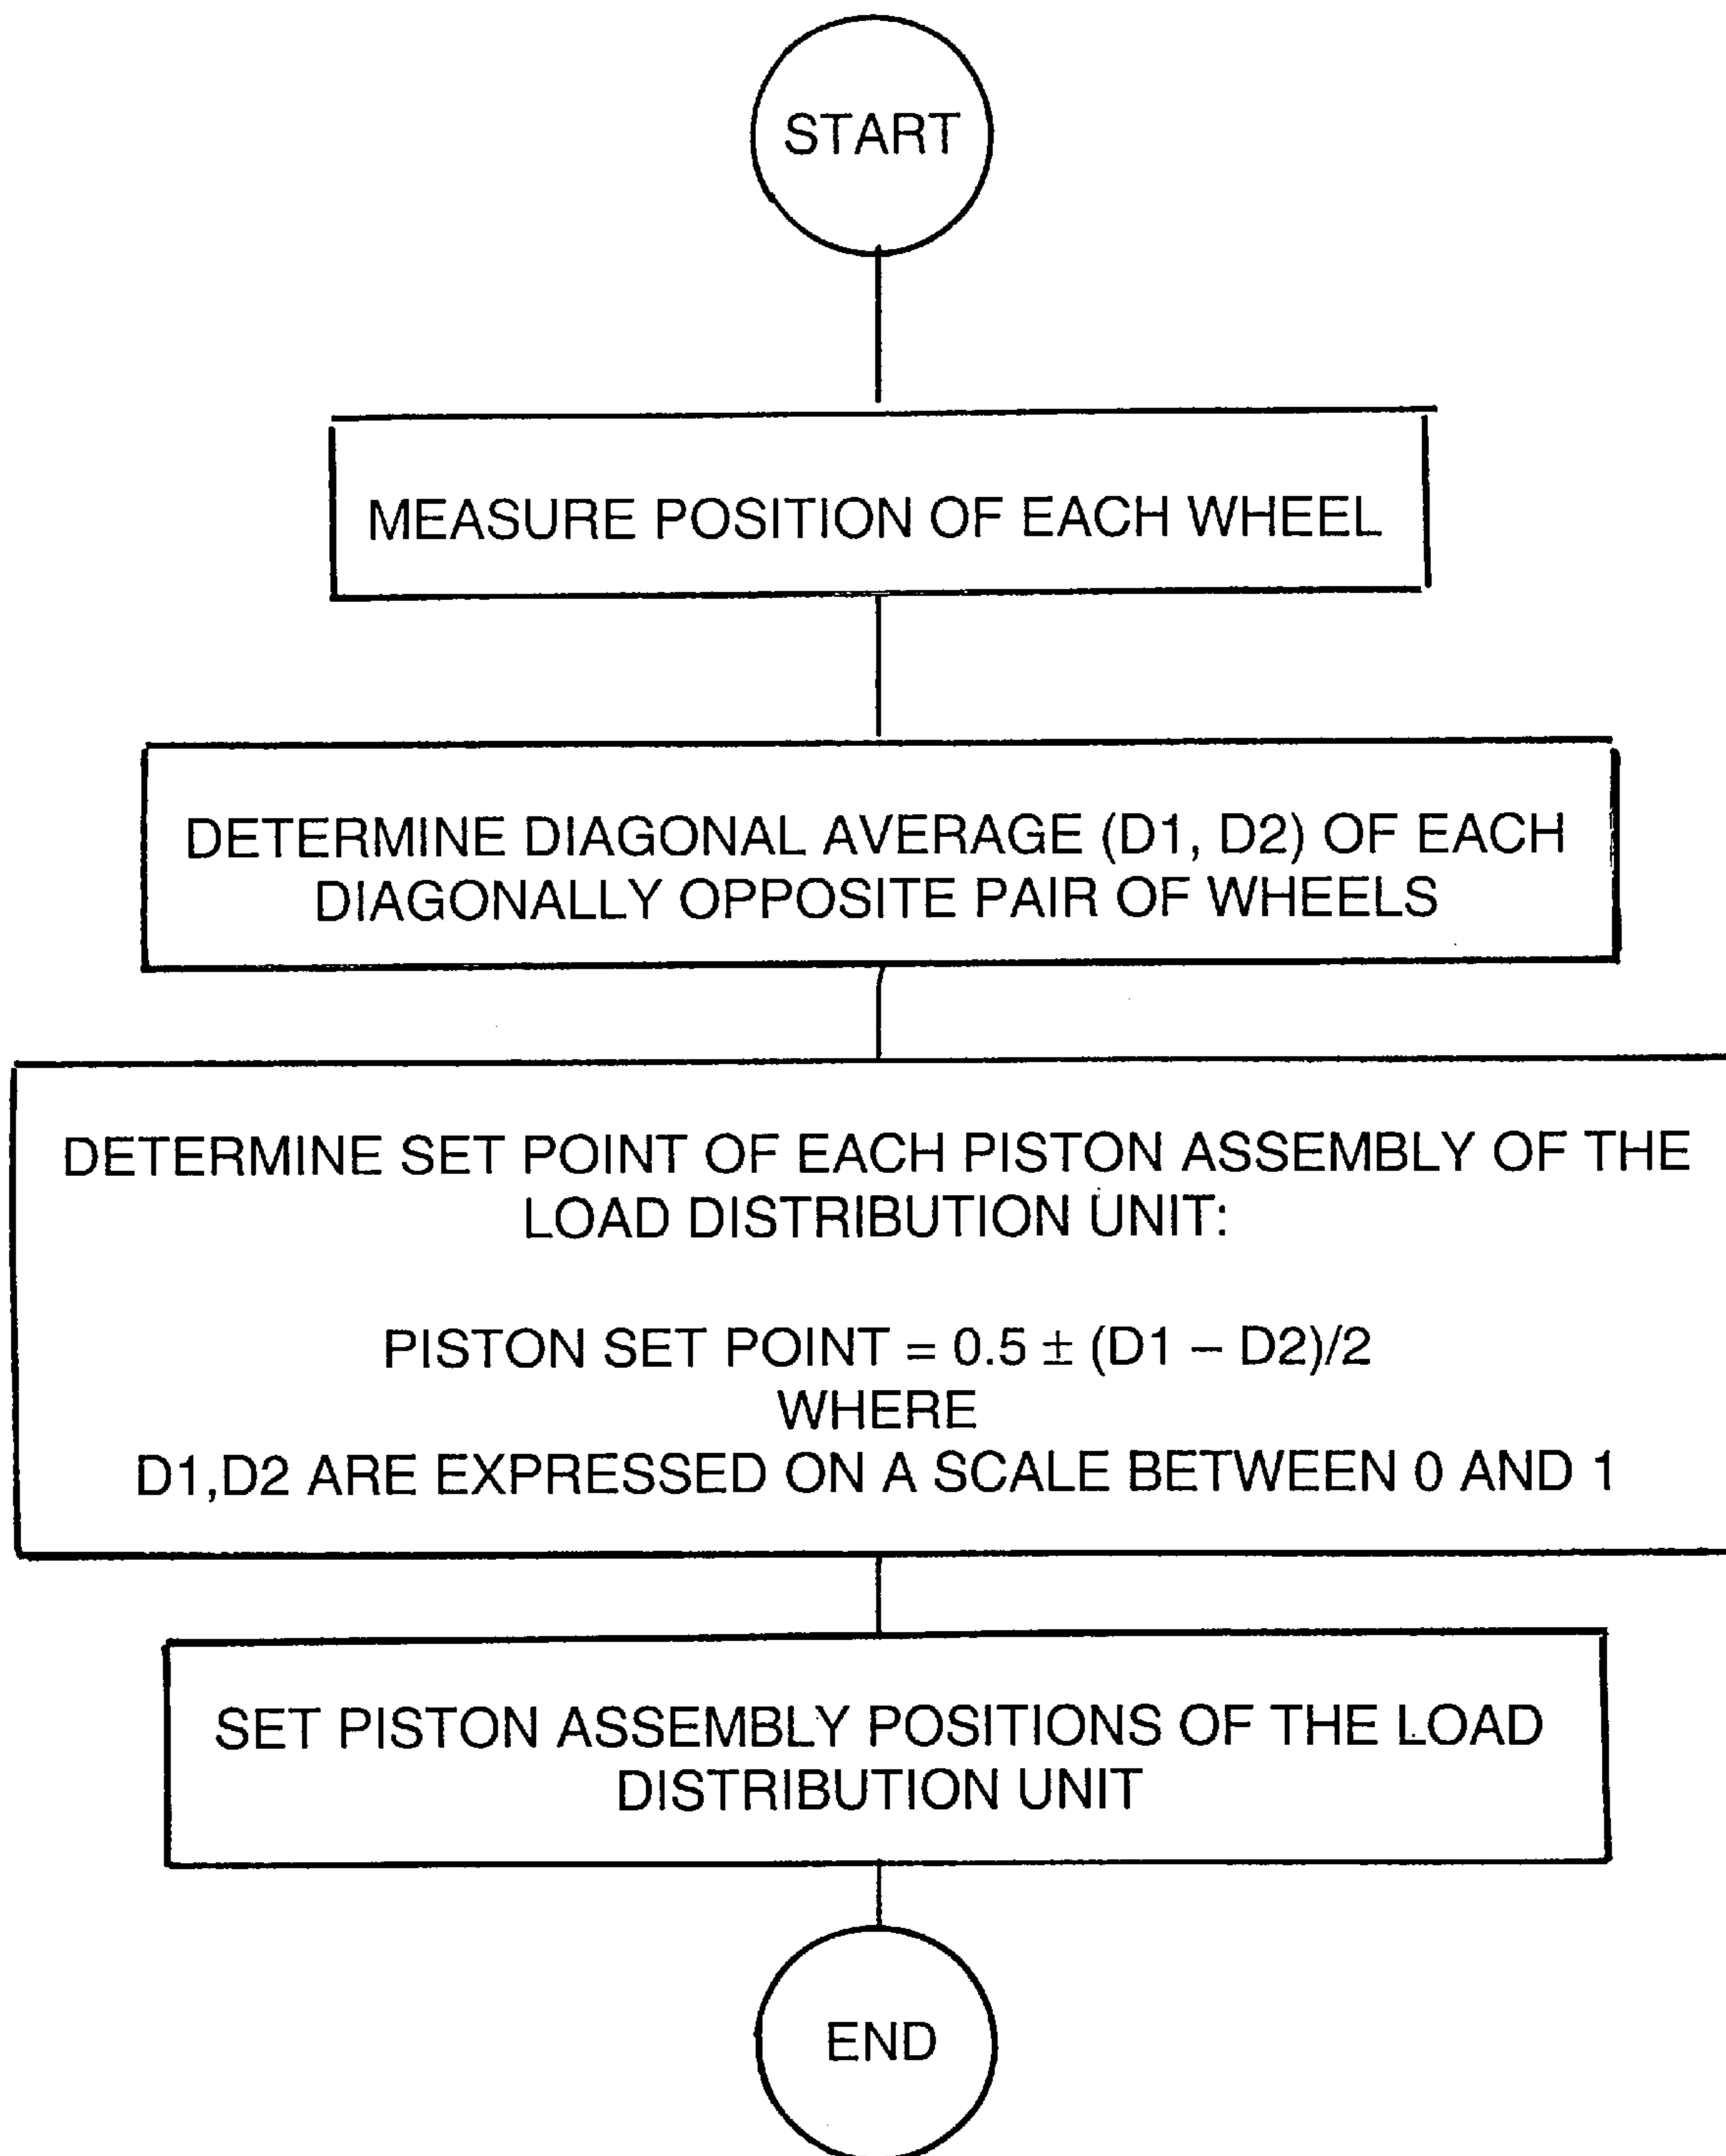 START
MEASURE POSITION OF EACH WHEEL
DETERMINE DIAGONAL AVERAGE (D1, D2) OF EACH
DIAGONALLY OPPOSITE PAIR OF WHEELS
DETERMINE SET POINT OF EACH PISTON ASSEMBLY OF THE
LOAD DISTRIBUTION UNIT:
PISTON SET POINT = 0.5 ± (D1 – D2)/2
WHERE
D1,D2 ARE EXPRESSED ON A SCALE BETWEEN 0 AND 1
SET PISTON ASSEMBLY POSITIONS OF THE LOAD
DISTRIBUTION UNIT
END